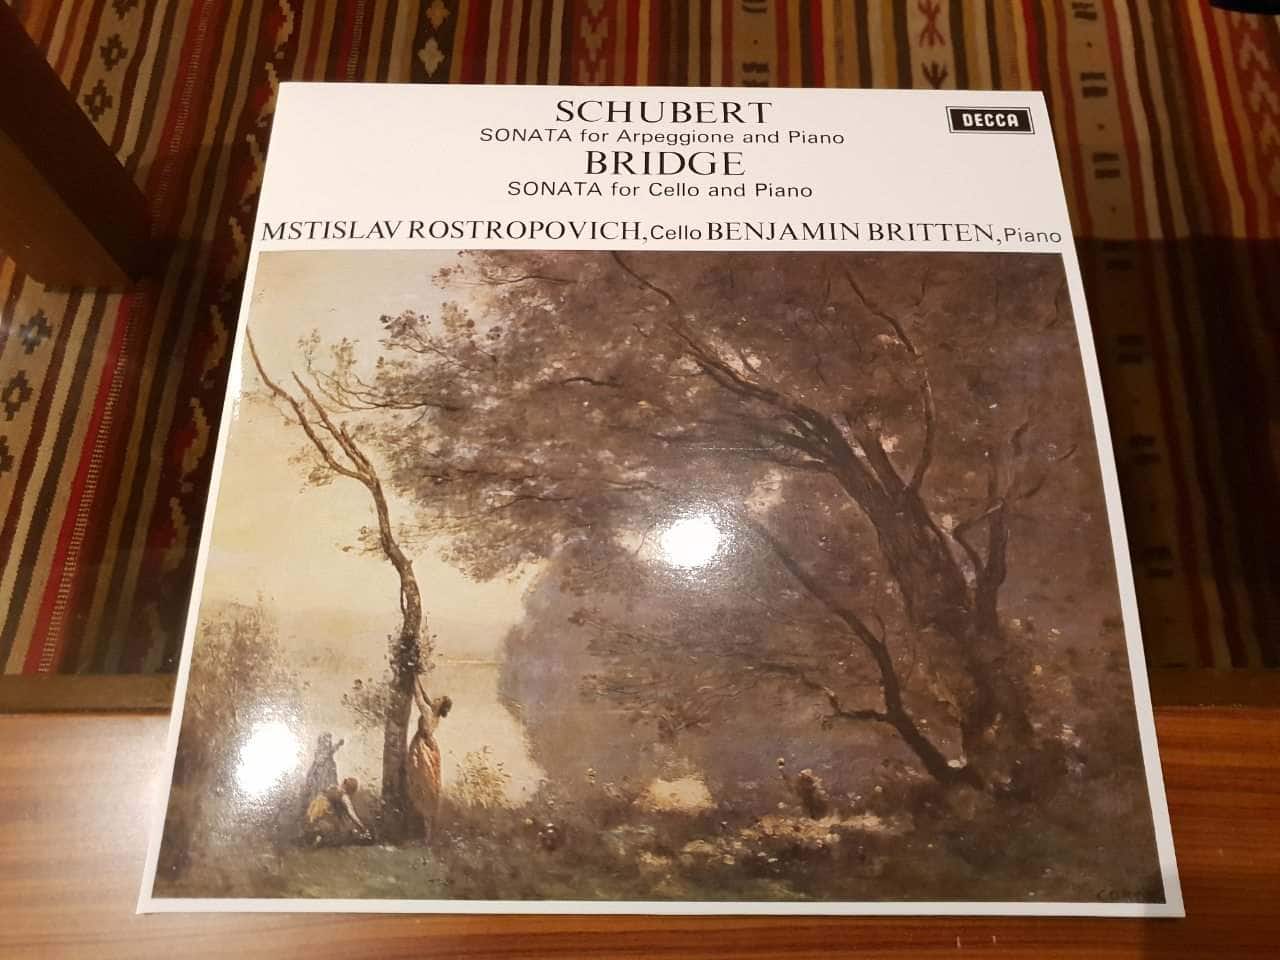 SCHUBERT
SONATA for Arpeggione and Piano
DECCA
BRIDGE
SONATA for Cello and Piano
MSTISLAV ROSTROPOVICH, Cello BENJAMIN BRITTEN, Piano